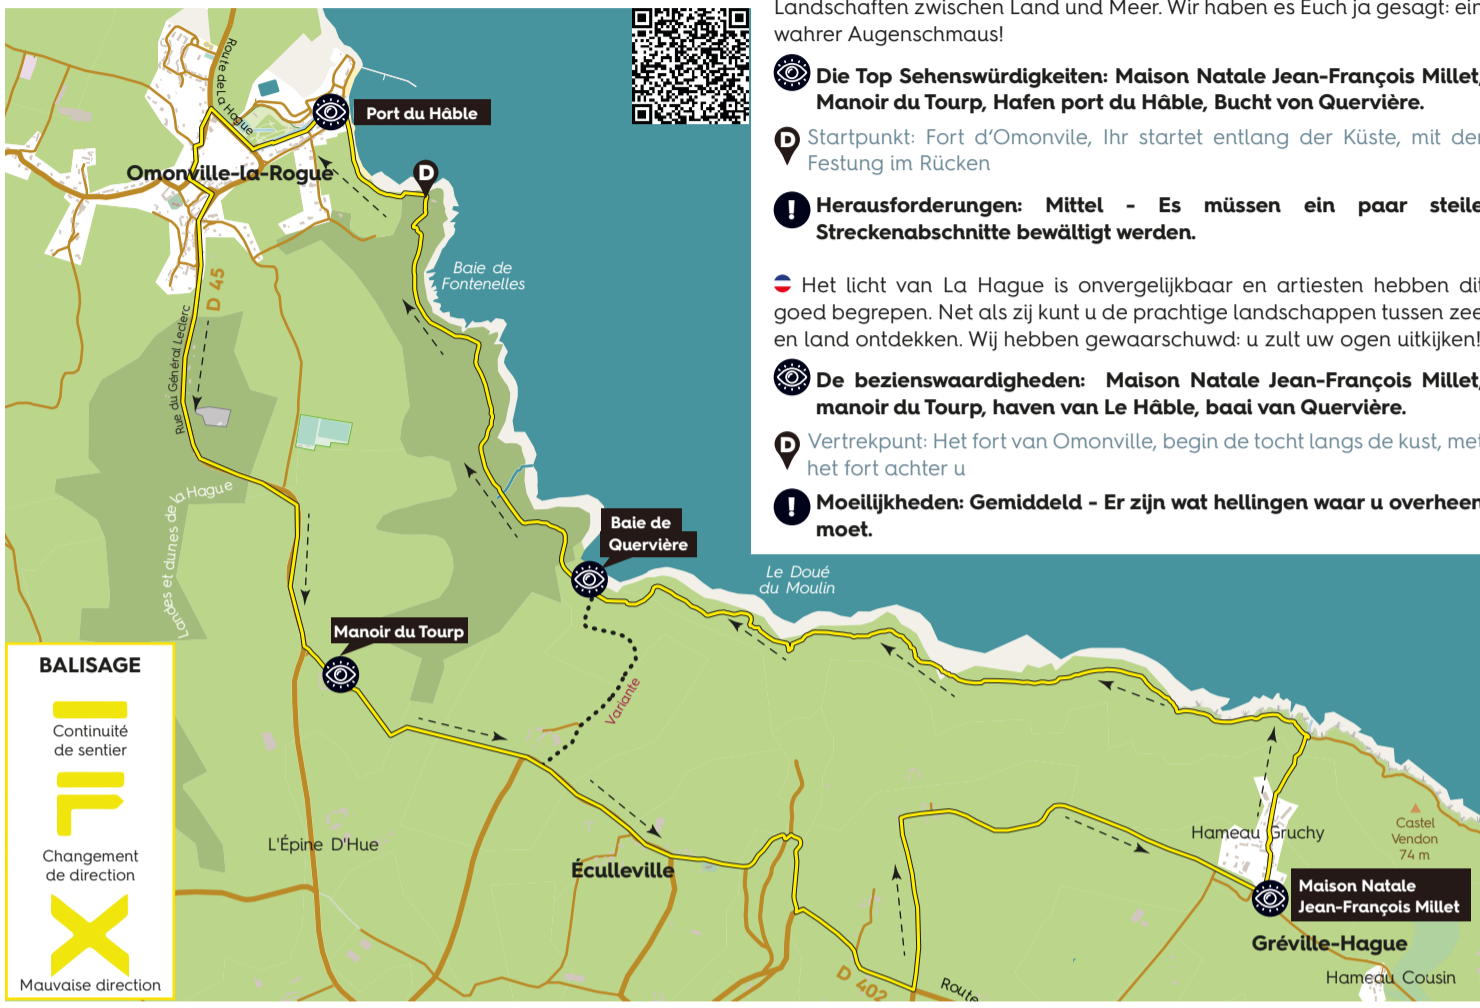 Landschaften zwischen Land und Meer. Wir haben es Euch ja gesagt: ein
wahrer Augenschmaus!
Die Top Sehenswürdigkeiten: Maison Natale Jean-François Millet,
Manoir du Tourp, Hafen port du Hâble, Bucht von Quervière.
D
Startpunkt: Fort d'Omonvile, Ihr startet entlang der Küste, mit der
Festung im Rücken
!
Herausforderungen: Mittel - Es müssen ein paar steile
Streckenabschnitte bewältigt werden.
Het licht van La Hague is onvergelijkbaar en artiesten hebben dit
goed begrepen. Net als zij kunt u de prachtige landschappen tussen zee
en land ontdekken. Wij hebben gewaarschuwd: u zult uw ogen uitkijken!
De bezienswaardigheden: Maison Natale Jean-François Millet,
manoir du Tourp, haven van Le Hâble, baai van Quervière.
D
Vertrekpunt: Het fort van Omonville, begin de tocht langs de kust, met
het fort achter u
!
Moeilijkheden: Gemiddeld - Er zijn wat hellingen waar u overheen
moet.
Route de La Hague
Port du Hâble
Omonville-la-Rogue
D
Baie de
Fontenelles
D 45
Rue du Général Leclerc
Landes et dunes de la Hague
Baie de
Quervière
Le Doué
du Moulin
Manoir du Tourp
Variante
L'Épine D'Hue
Éculleville
Hameau Gruchy
Castel
Vendon
74 m
Maison Natale
Jean-François Millet
Gréville-Hague
Hameau Cousin
D 402
Route
BALISAGE
Continuité
de sentier
Changement
de direction
Mauvaise direction